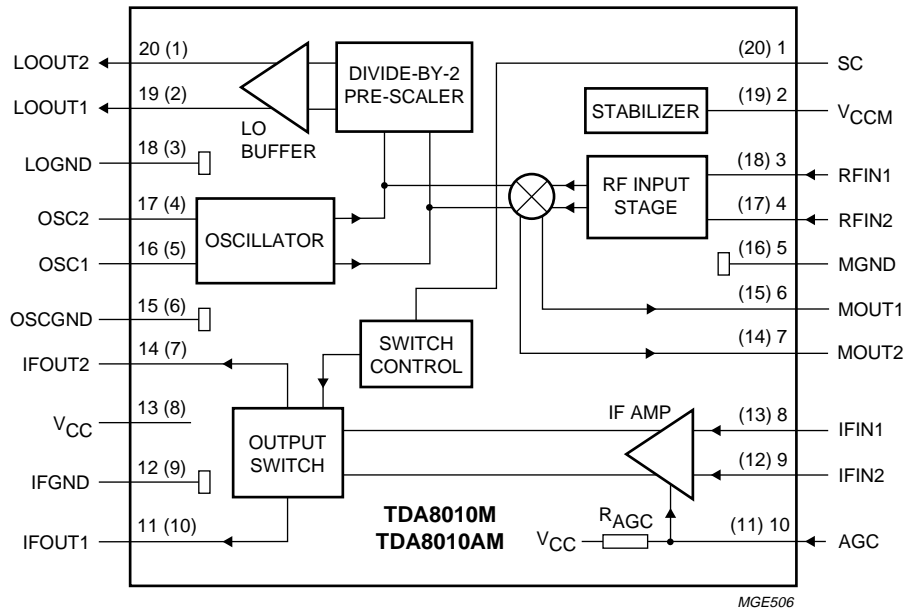 LOOUT2
20 (1)
LOOUT1
19 (2)
LO
BUFFER
DIVIDE-BY-2
PRE-SCALER
LOGND
18 (3)
OSC2
17 (4)
OSC1
16 (5)
OSCILLATOR
OSCGND
15 (6)
IFOUT2
14 (7)
VCC
13 (8)
IFGND
12 (9)
IFOUT1
11 (10)
OUTPUT
SWITCH
SWITCH
CONTROL
STABILIZER
RF INPUT
STAGE
IF AMP
TDA8010M
TDA8010AM
VCC
RAGC
(20) 1
SC
(19) 2
VCCM
(18) 3
RFIN1
(17) 4
RFIN2
(16) 5
MGND
(15) 6
MOUT1
(14) 7
MOUT2
(13) 8
IFIN1
(12) 9
IFIN2
(11) 10
AGC
MGE506